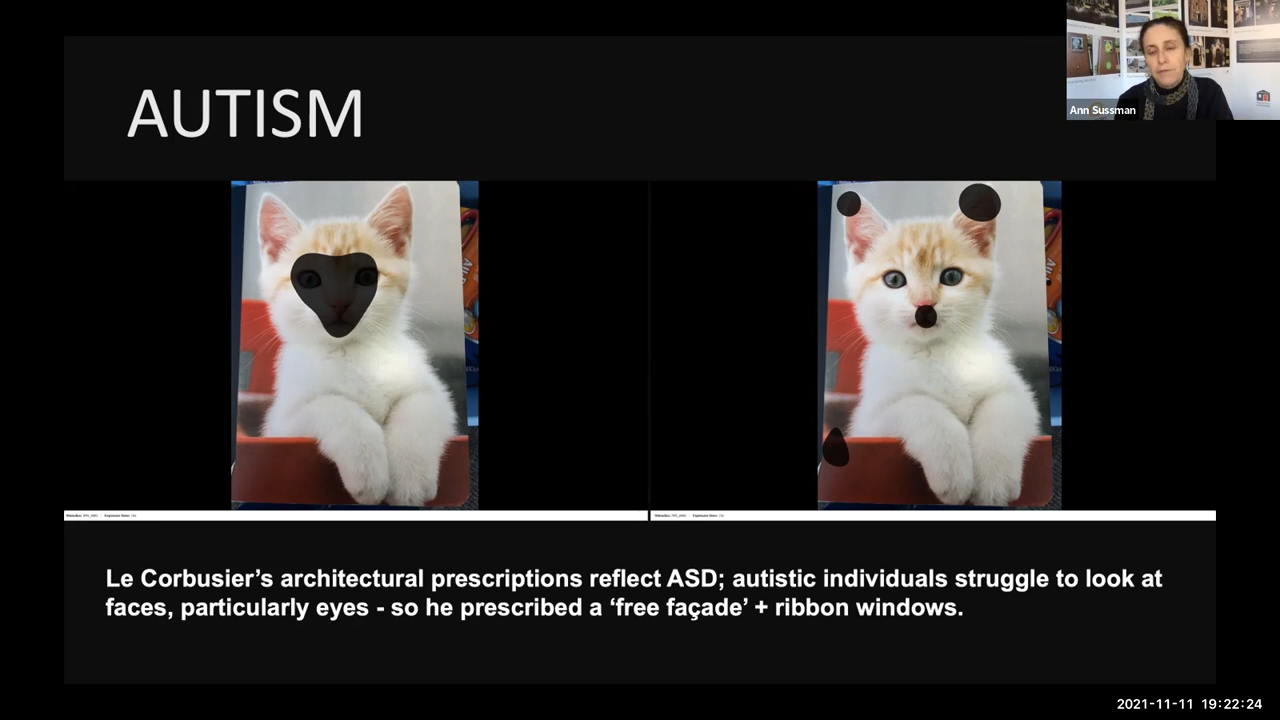 AUTISM
Ann Sussman
Le Corbusier’s architectural prescriptions reflect ASD; autistic individuals struggle to look at
faces, particularly eyes - so he prescribed a ‘free façade’ + ribbon windows.
2021-11-11 19:22:24